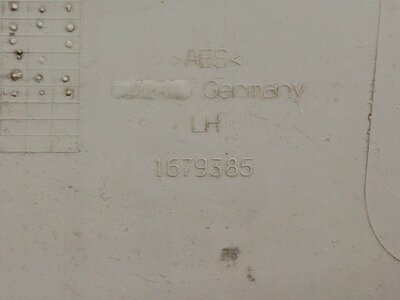 >ABS<
Germany
LH
1679385